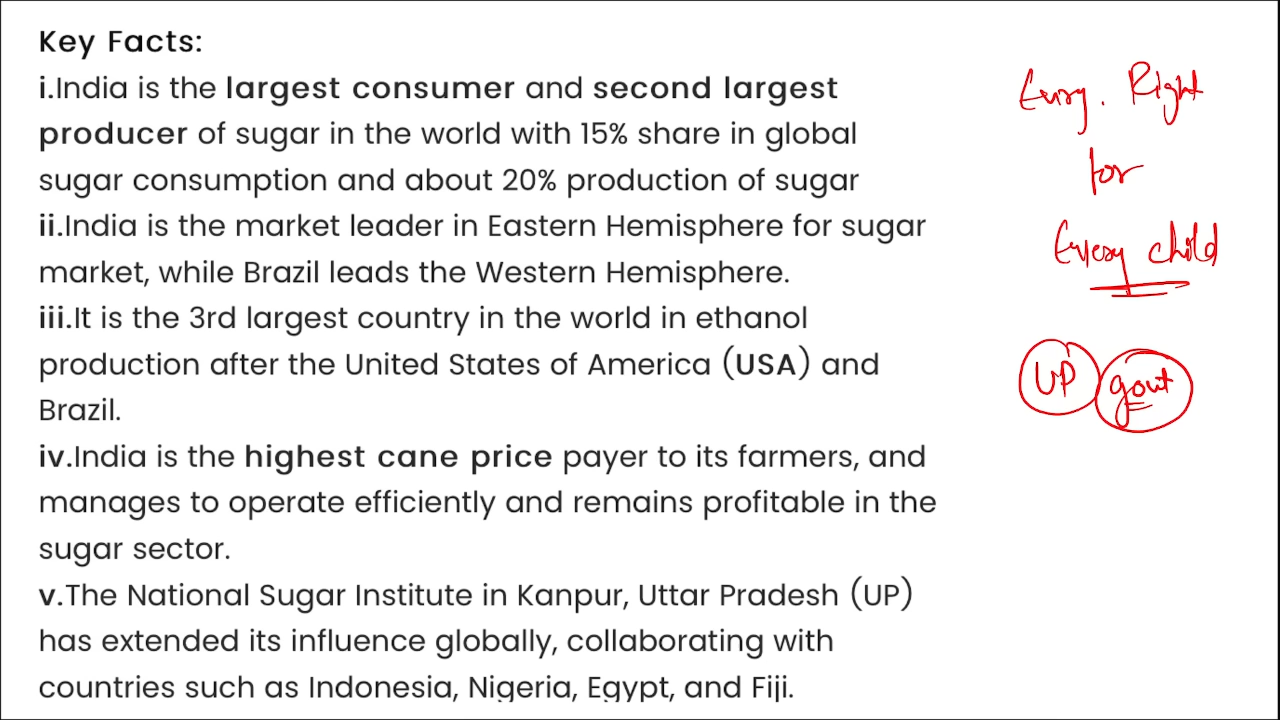 Key Facts:
i.India is the largest consumer and second largest
producer of sugar in the world with 15% share in global
sugar consumption and about 20% production of sugar
ii.India is the market leader in Eastern Hemisphere for sugar
market, while Brazil leads the Western Hemisphere.
iii.It is the 3rd largest country in the world in ethanol
production after the United States of America (USA) and
Brazil.
iv.India is the highest cane price payer to its farmers, and
manages to operate efficiently and remains profitable in the
sugar sector.
v.The National Sugar Institute in Kanpur, Uttar Pradesh (UP)
has extended its influence globally, collaborating with
countries such as Indonesia, Nigeria, Egypt, and Fiji.
Right
for
Every child
UP govt